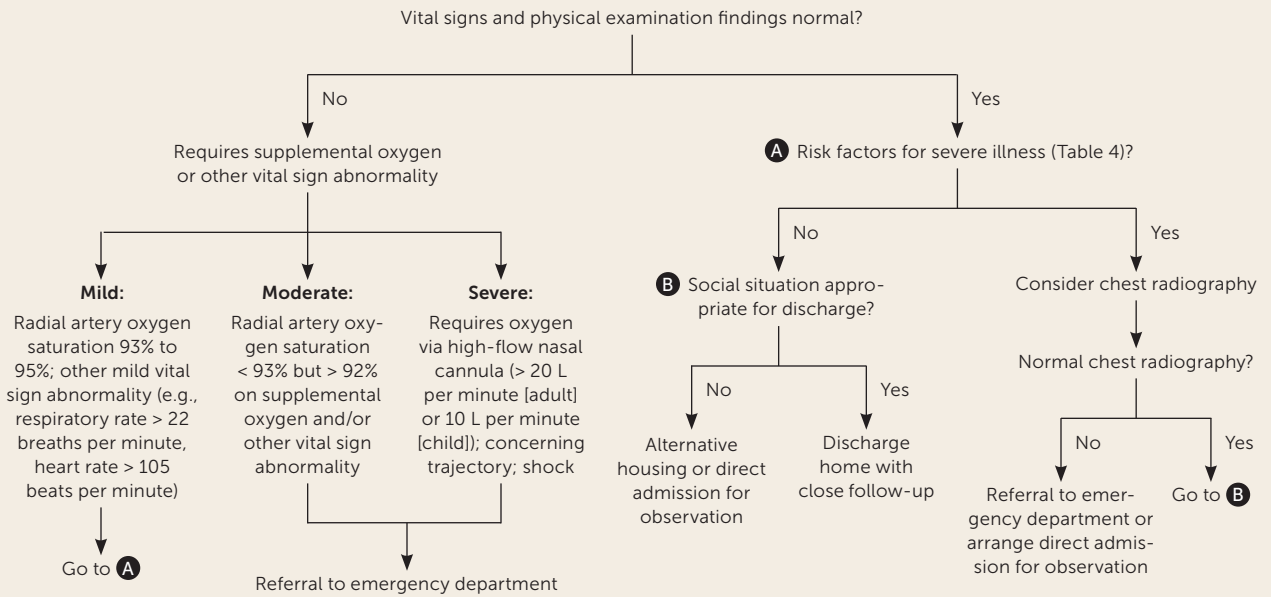 Vital signs and physical examination findings normal?
No
Yes
Requires supplemental oxygen
or other vital sign abnormality
A Risk factors for severe illness (Table 4)?
Mild:
Radial artery oxygen
saturation 93% to
95%; other mild vital
sign abnormality (e.g.,
respiratory rate > 22
breaths per minute,
heart rate > 105
beats per minute)
Go to A
Moderate:
Radial artery oxy-
gen saturation
< 93% but > 92%
on supplemental
oxygen and/or
other vital sign
abnormality
Severe:
Requires oxygen
via high-flow nasal
cannula (> 20 L
per minute [adult]
or 10 L per minute
[child]); concerning
trajectory; shock
Referral to emergency department
No
Yes
B Social situation appro-
priate for discharge?
No
Yes
Alternative
housing or direct
admission for
observation
Discharge
home with
close follow-up
Consider chest radiography
Normal chest radiography?
No
Yes
Referral to emer-
gency department or
arrange direct admis-
sion for observation
Go to B